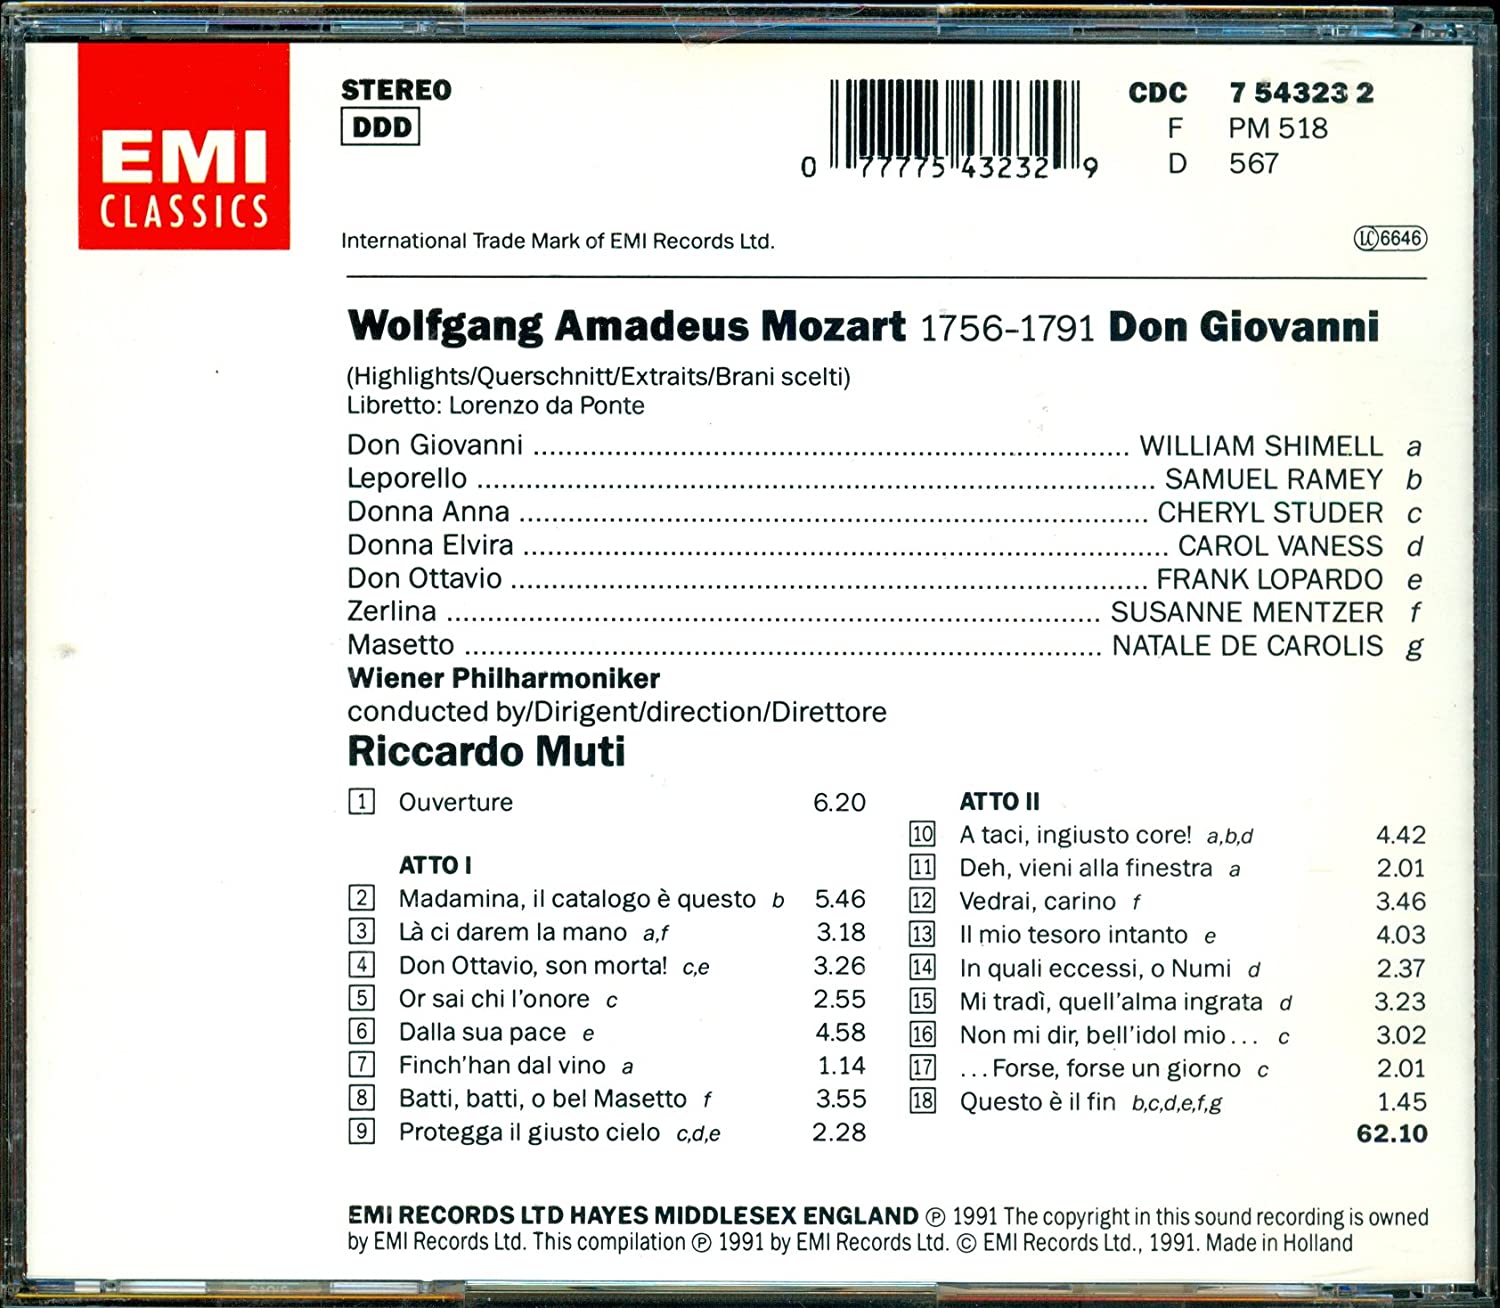 EMI
CLASSICS
STEREO
DDD
0 77775 43232 9
CDC 7 54323 2
F PM 518
D 567
International Trade Mark of EMI Records Ltd.
LC 6646
Wolfgang Amadeus Mozart 1756–1791 Don Giovanni
(Highlights/Querschnitt/Extraits/Brani scelti)
Libretto: Lorenzo da Ponte
Don Giovanni ........ WILLIAM SHIMELL a
Leporello ........ SAMUEL RAMEY b
Donna Anna ........ CHERYL STUDER c
Donna Elvira ........ CAROL VANESS d
Don Ottavio ........ FRANK LOPARDO e
Zerlina ........ SUSANNE MENTZER f
Masetto ........ NATALE DE CAROLIS g
Wiener Philharmoniker
conducted by/Dirigent/direction/Direttore
Riccardo Muti
1 Ouverture 6.20
ATTO I
2 Madamina, il catalogo è questo b 5.46
3 Là ci darem la mano a,f 3.18
4 Don Ottavio, son morta! c,e 3.26
5 Or sai chi l'onore c 2.55
6 Dalla sua pace e 4.58
7 Finch'han dal vino a 1.14
8 Batti, batti, o bel Masetto f 3.55
9 Protegga il giusto cielo c,d,e 2.28
ATTO II
10 A taci, ingiusto core! a,b,d 4.42
11 Deh, vieni alla finestra a 2.01
12 Vedrai, carino f 3.46
13 Il mio tesoro intanto e 4.03
14 In quali eccessi, o Numi d 2.37
15 Mi tradì, quell'alma ingrata d 3.23
16 Non mi dir, bell'idol mio... c 3.02
17 ...Forse, forse un giorno c 2.01
18 Questo è il fin b,c,d,e,f,g 1.45
62.10
EMI RECORDS LTD HAYES MIDDLESEX ENGLAND ℗ 1991 The copyright in this sound recording is owned
by EMI Records Ltd. This compilation ℗ 1991 by EMI Records Ltd. © EMI Records Ltd., 1991. Made in Holland